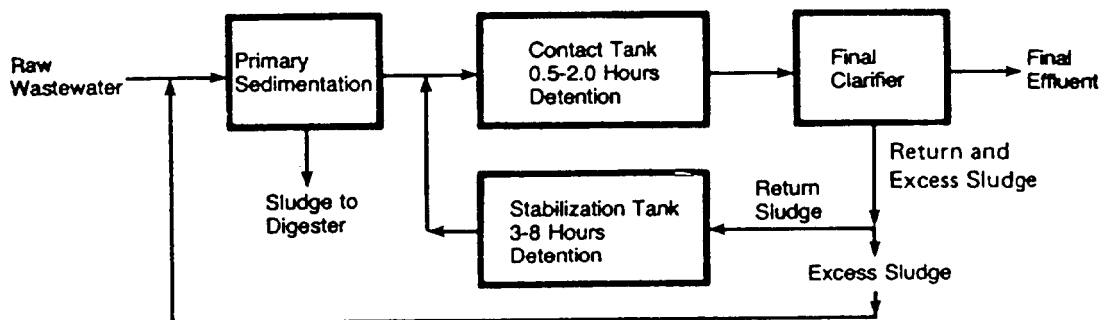 Raw
Wastewater
Primary
Sedimentation
Contact Tank
0.5-2.0 Hours
Detention
Final
Clarifier
Final
Effluent
Sludge to
Digester
Stabilization Tank
3-8 Hours
Detention
Return
Sludge
Return and
Excess Sludge
Excess Sludge